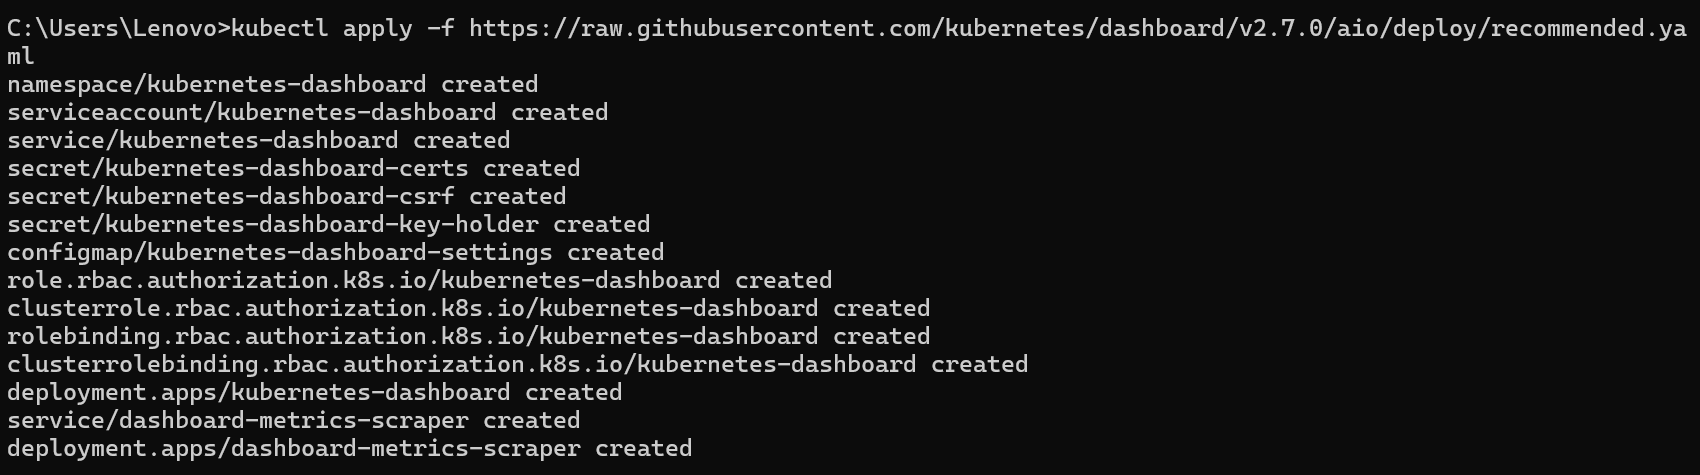 C:\Users\Lenovo>kubectl apply -f https://raw.githubusercontent.com/kubernetes/dashboard/v2.7.0/aio/deploy/recommended.ya
ml
namespace/kubernetes-dashboard created
serviceaccount/kubernetes-dashboard created
service/kubernetes-dashboard created
secret/kubernetes-dashboard-certs created
secret/kubernetes-dashboard-csrf created
secret/kubernetes-dashboard-key-holder created
configmap/kubernetes-dashboard-settings created
role.rbac.authorization.k8s.io/kubernetes-dashboard created
clusterrole.rbac.authorization.k8s.io/kubernetes-dashboard created
rolebinding.rbac.authorization.k8s.io/kubernetes-dashboard created
clusterrolebinding.rbac.authorization.k8s.io/kubernetes-dashboard created
deployment.apps/kubernetes-dashboard created
service/dashboard-metrics-scraper created
deployment.apps/dashboard-metrics-scraper created